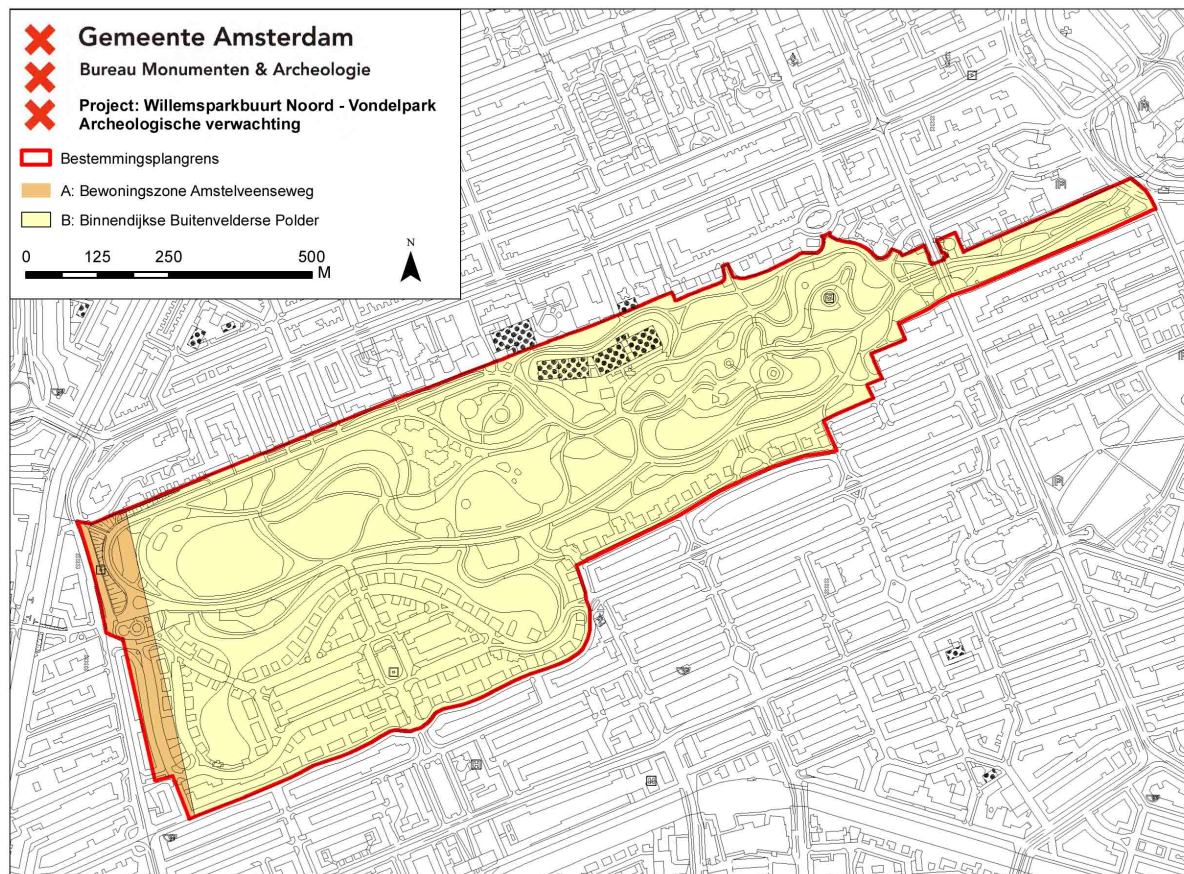 Gemeente Amsterdam
Bureau Monumenten & Archeologie
Project: Willemsparkbuurt Noord - Vondelpark
Archeologische verwachting
Bestemmingsplangrens
A: Bewoningszone Amstelveenseweg
B: Binnendijkse Buitenvelderse Polder
0 125 250 500
M
N